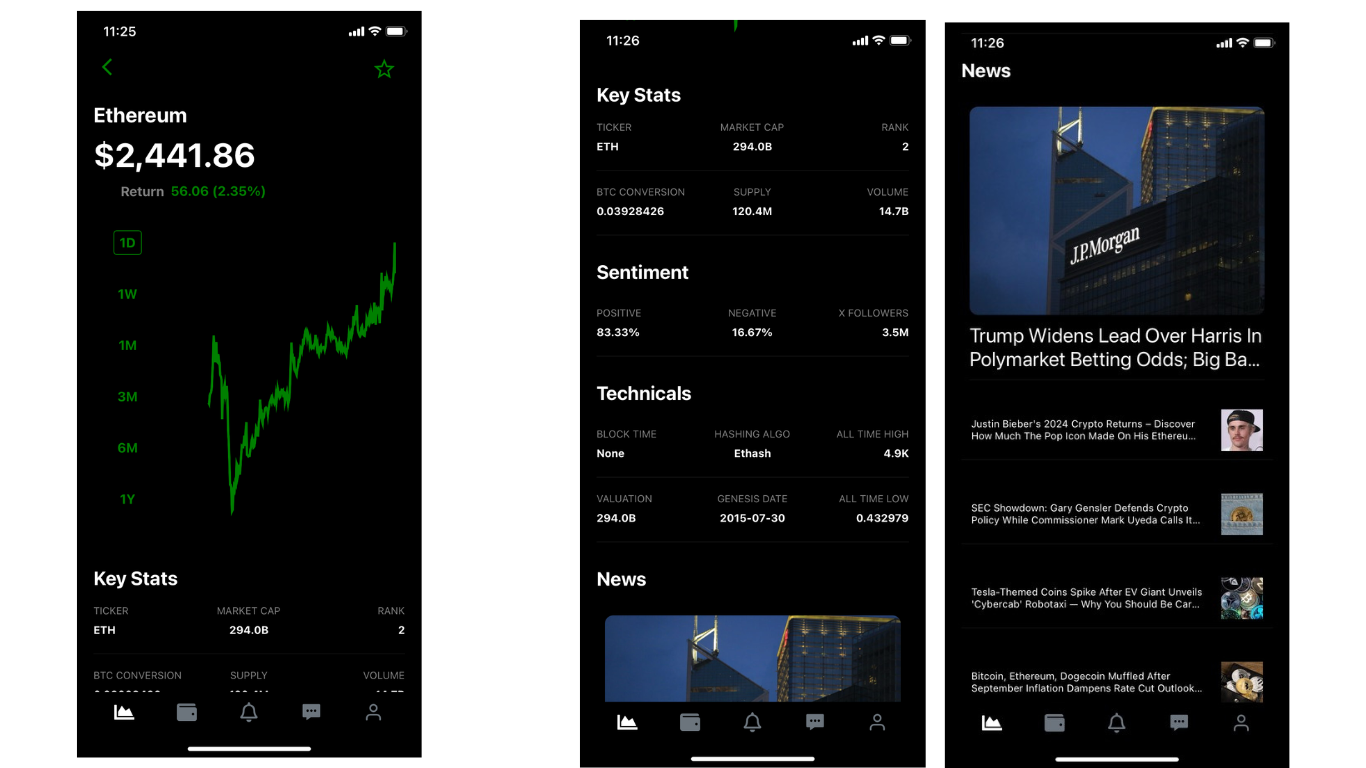 11:25
Ethereum
$2,441.86
Return 56.06 (2.35%)
1D
1W
1M
3M
6M
1Y
Key Stats
TICKER MARKET CAP RANK
ETH 294.0B 2
BTC CONVERSION SUPPLY VOLUME
11:26
Key Stats
TICKER MARKET CAP RANK
ETH 294.0B 2
BTC CONVERSION SUPPLY VOLUME
0.03928426 120.4M 14.7B
Sentiment
POSITIVE NEGATIVE X FOLLOWERS
83.33% 16.67% 3.5M
Technicals
BLOCK TIME HASHING ALGO ALL TIME HIGH
None Ethash 4.9K
VALUATION GENESIS DATE ALL TIME LOW
294.0B 2015-07-30 0.432979
News
11:26
News
J.P.Morgan
Trump Widens Lead Over Harris In
Polymarket Betting Odds; Big Ba...
Justin Bieber's 2024 Crypto Returns – Discover
How Much The Pop Icon Made On His Ethereu...
SEC Showdown: Gary Gensler Defends Crypto
Policy While Commissioner Mark Uyeda Calls It...
Tesla-Themed Coins Spike After EV Giant Unveils
'Cybercab' Robotaxi — Why You Should Be Car...
Bitcoin, Ethereum, Dogecoin Muffled After
September Inflation Dampens Rate Cut Outlook...